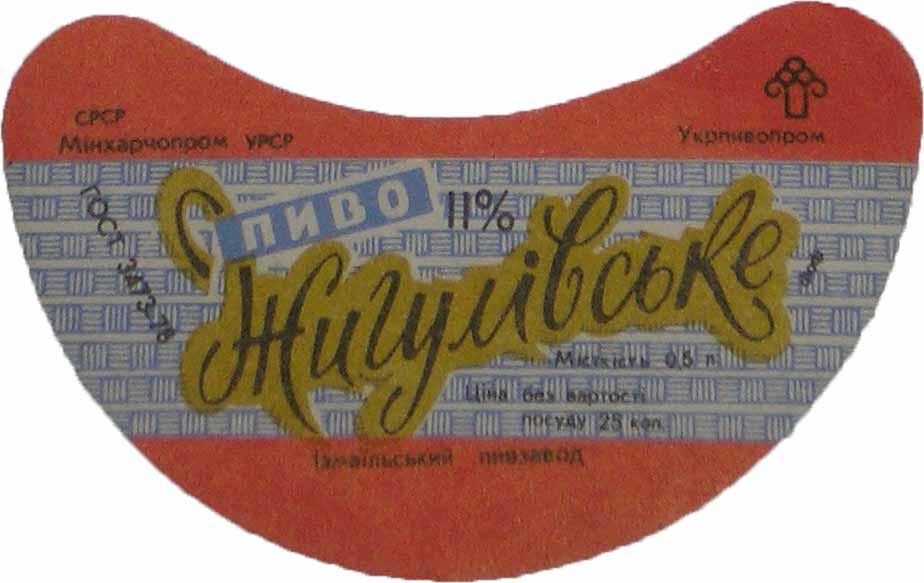 СРСР
Мінхарчопром УРСР
Укрпивопром
ГОСТ 3473-78
ПИВО
11%
Жигулівське
Місткість 0,5 л.
Ціна без вартості
посуду 25 коп.
Ізмаїльський пивзавод